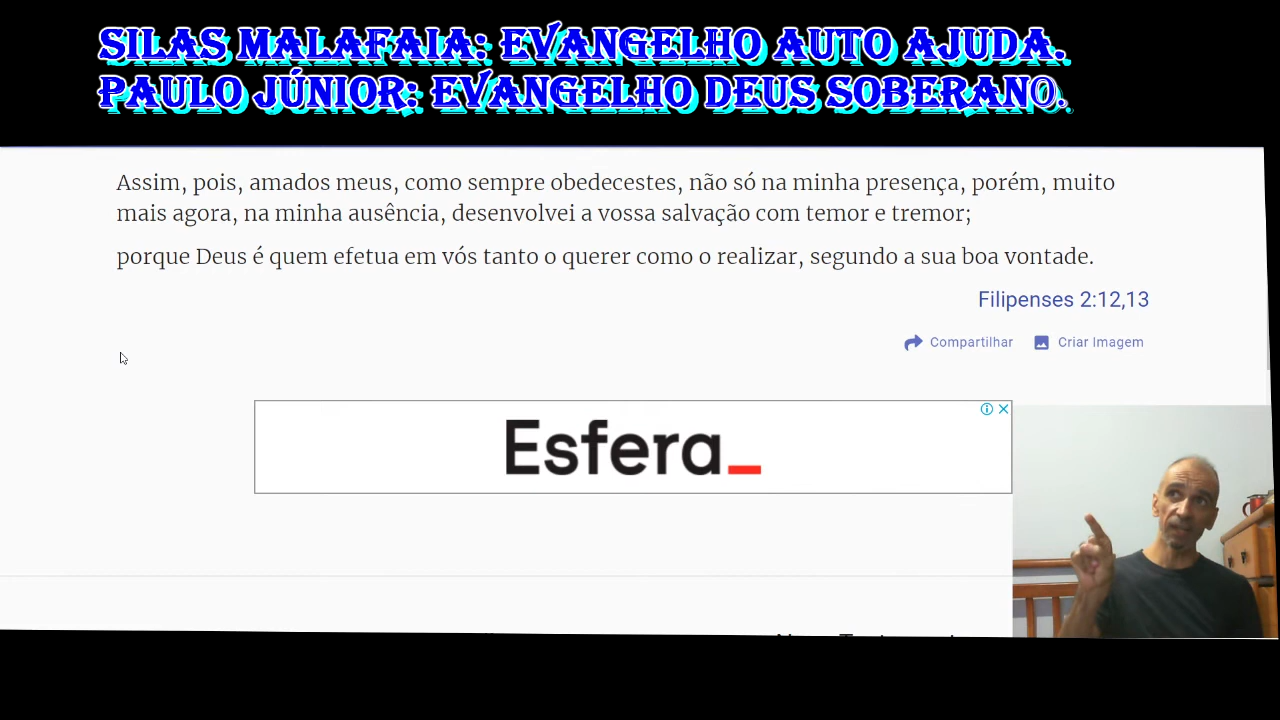 SILAS MALAFAIA: EVANGELHO AUTO AJUDA.
PAULO JÚNIOR: EVANGELHO DEUS SOBERANO.
Assim, pois, amados meus, como sempre obedecestes, não só na minha presença, porém, muito
mais agora, na minha ausência, desenvolvei a vossa salvação com temor e tremor;
porque Deus é quem efetua em vós tanto o querer como o realizar, segundo a sua boa vontade.
Filipenses 2:12,13
Compartilhar Criar Imagem
Esfera_